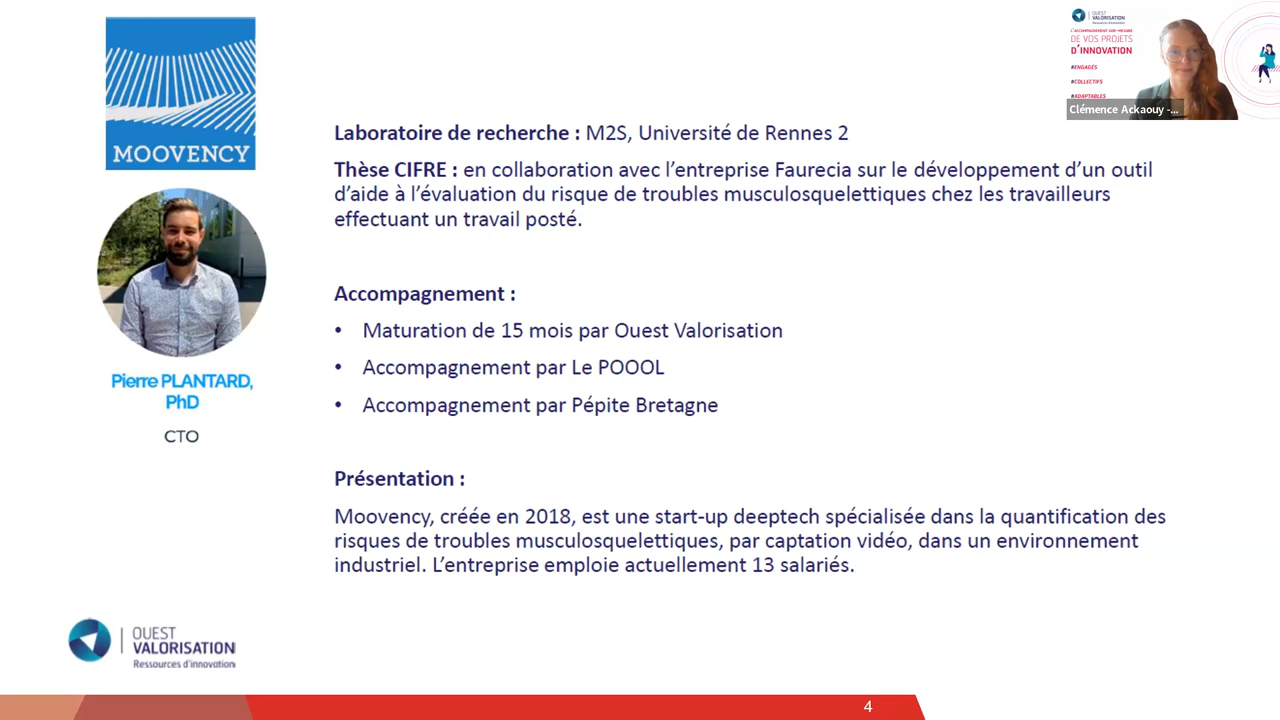 MOOVENCY
Pierre PLANTARD,
PhD
CTO
Laboratoire de recherche : M2S, Université de Rennes 2
Thèse CIFRE : en collaboration avec l'entreprise Faurecia sur le développement d'un outil
d'aide à l'évaluation du risque de troubles musculosquelettiques chez les travailleurs
effectuant un travail posté.
Accompagnement :
• Maturation de 15 mois par Ouest Valorisation
• Accompagnement par Le POOOL
• Accompagnement par Pépite Bretagne
Présentation :
Moovency, créée en 2018, est une start-up deeptech spécialisée dans la quantification des
risques de troubles musculosquelettiques, par captation vidéo, dans un environnement
industriel. L'entreprise emploie actuellement 13 salariés.
OUEST
VALORISATION
Ressources d'innovation
4
OUEST
VALORISATION
L'ACCOMPAGNEMENT SUR-MESURE
DE VOS PROJETS
D'INNOVATION
#ENGAGÉS
#COLLECTIFS
#ADAPTABLES
Clémence Ackaouy -...